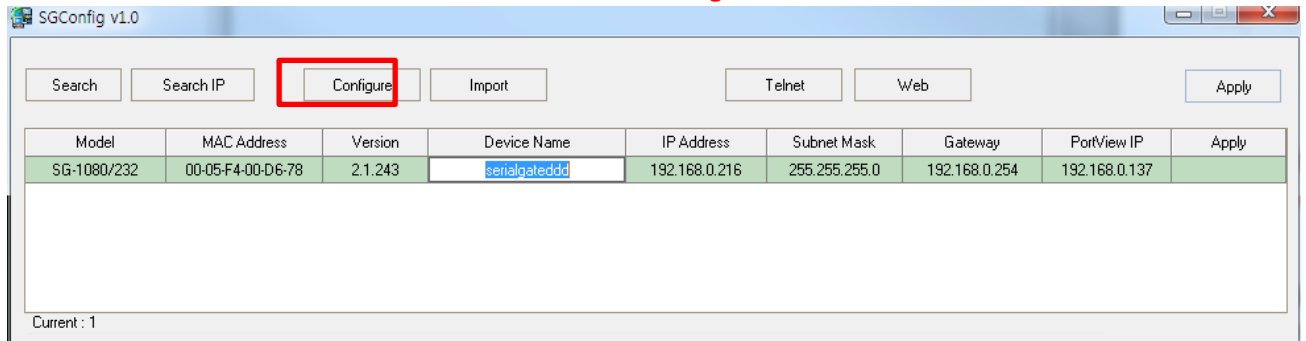 SGConfig v1.0
Search Search IP Configure Import Telnet Web Apply
Model MAC Address Version Device Name IP Address Subnet Mask Gateway PortView IP Apply
SG-1080/232 00-05-F4-00-D6-78 2.1.243 serialgateddd 192.168.0.216 255.255.255.0 192.168.0.254 192.168.0.137
Current : 1